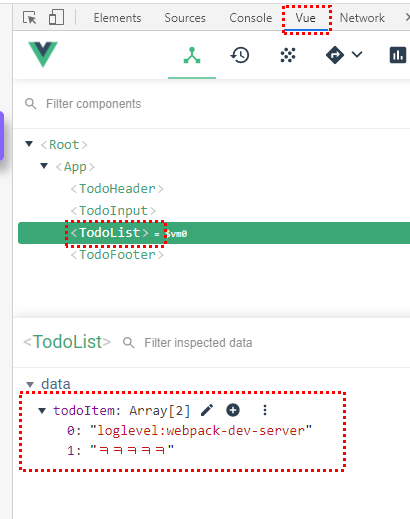 Elements Sources Console Vue Network
Filter components
<Root>
<App>
<TodoHeader>
<TodoInput>
<TodoList> = $vm0
<TodoFooter>
<TodoList> Filter inspected data
data
todoItem: Array[2]
0: "loglevel:webpack-dev-server"
1: "ㅋㅋㅋㅋㅋ"